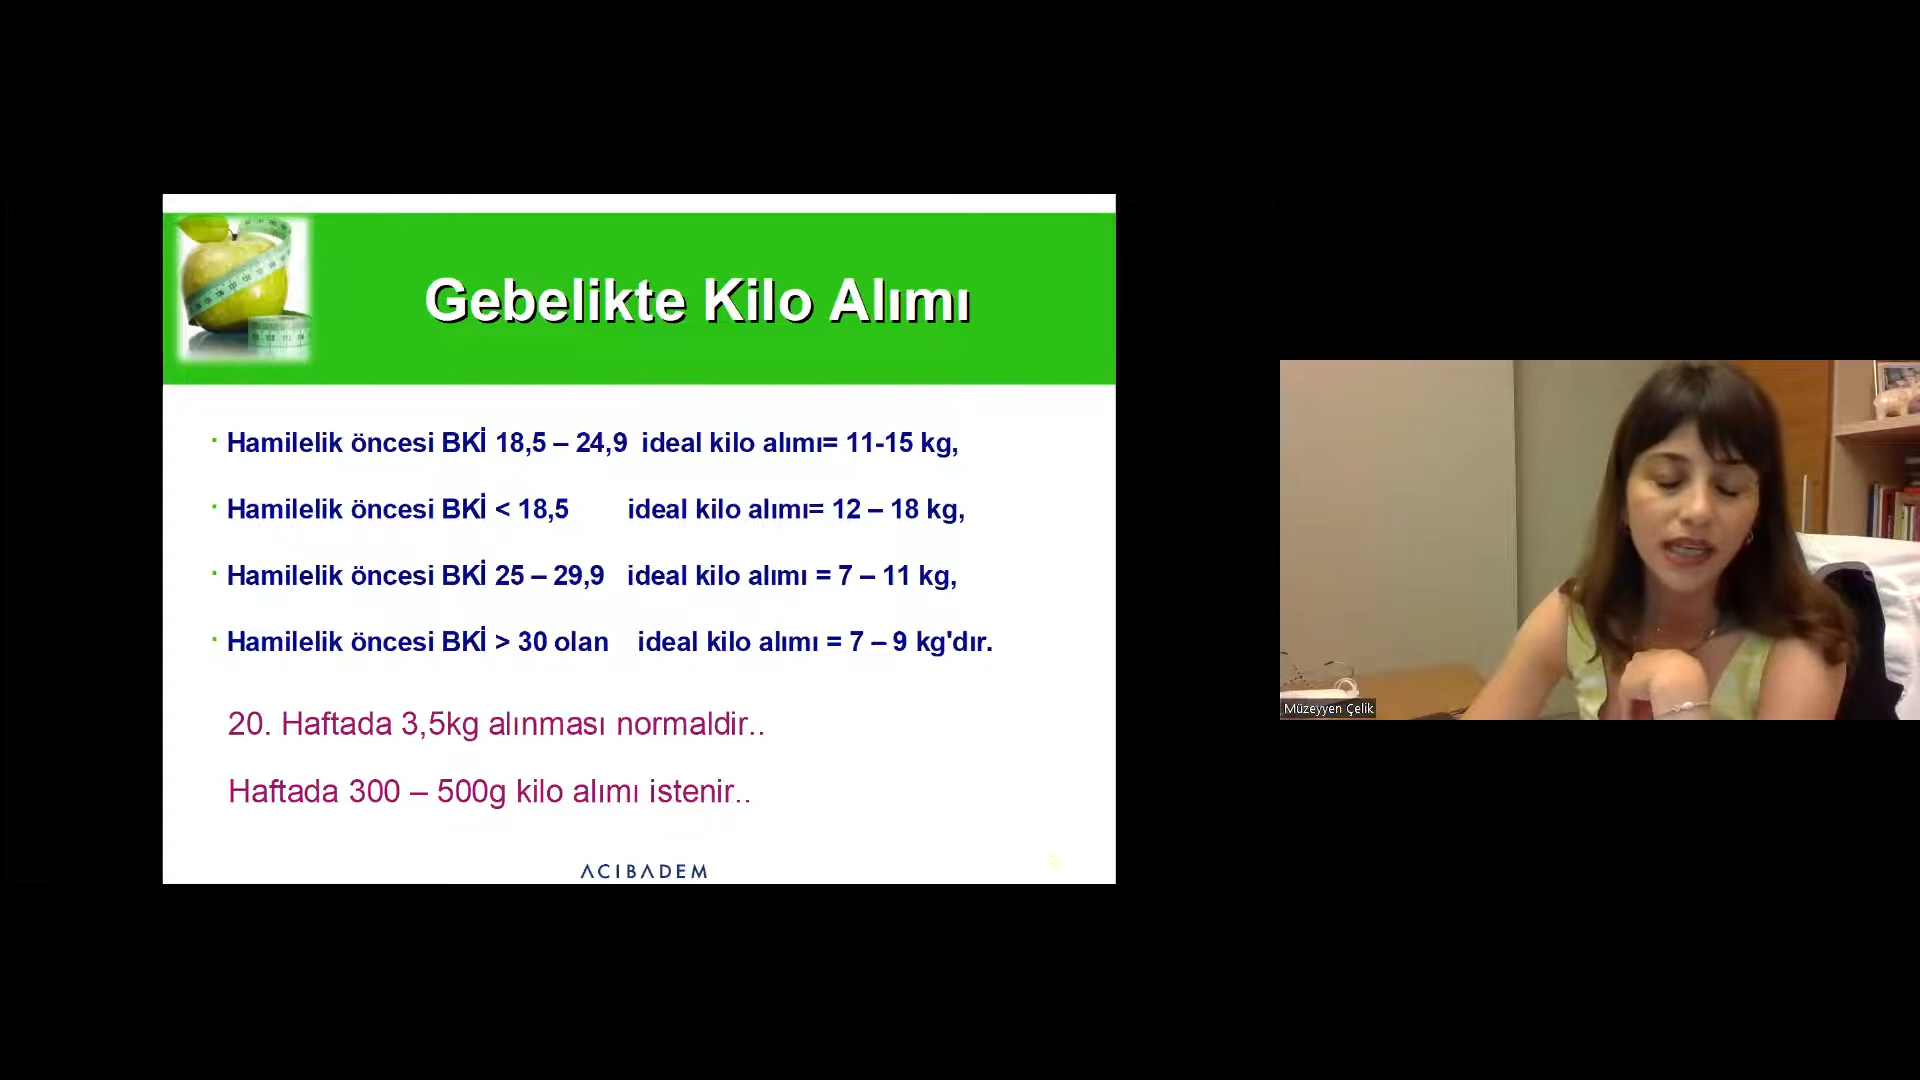 Gebelikte Kilo Alımı
Hamilelik öncesi BKİ 18,5 – 24,9 ideal kilo alımı= 11-15 kg,
Hamilelik öncesi BKİ < 18,5 ideal kilo alımı= 12 – 18 kg,
Hamilelik öncesi BKİ 25 – 29,9 ideal kilo alımı = 7 – 11 kg,
Hamilelik öncesi BKİ > 30 olan ideal kilo alımı = 7 – 9 kg'dır.
20. Haftada 3,5kg alınması normaldir..
Haftada 300 – 500g kilo alımı istenir..
ACIBADEM
Müzeyyen Çelik